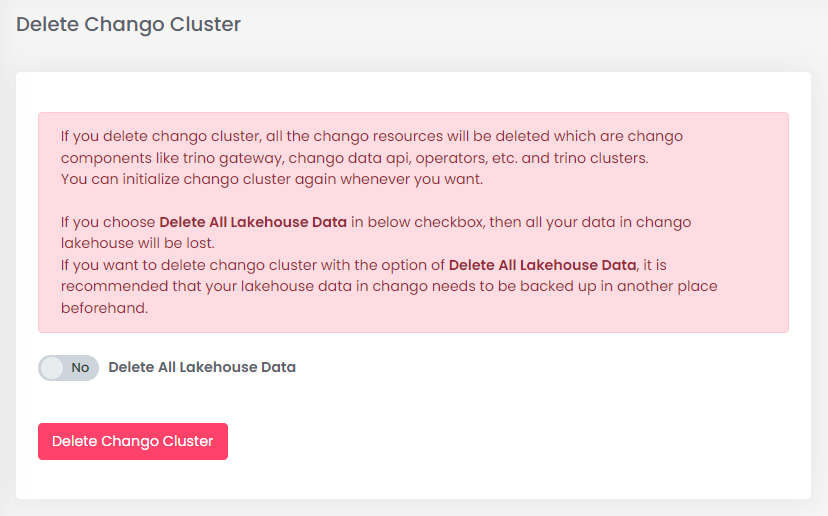 Delete Chango Cluster
If you delete chango cluster, all the chango resources will be deleted which are chango
components like trino gateway, chango data api, operators, etc. and trino clusters.
You can initialize chango cluster again whenever you want.
If you choose Delete All Lakehouse Data in below checkbox, then all your data in chango
lakehouse will be lost.
If you want to delete chango cluster with the option of Delete All Lakehouse Data, it is
recommended that your lakehouse data in chango needs to be backed up in another place
beforehand.
No Delete All Lakehouse Data
Delete Chango Cluster